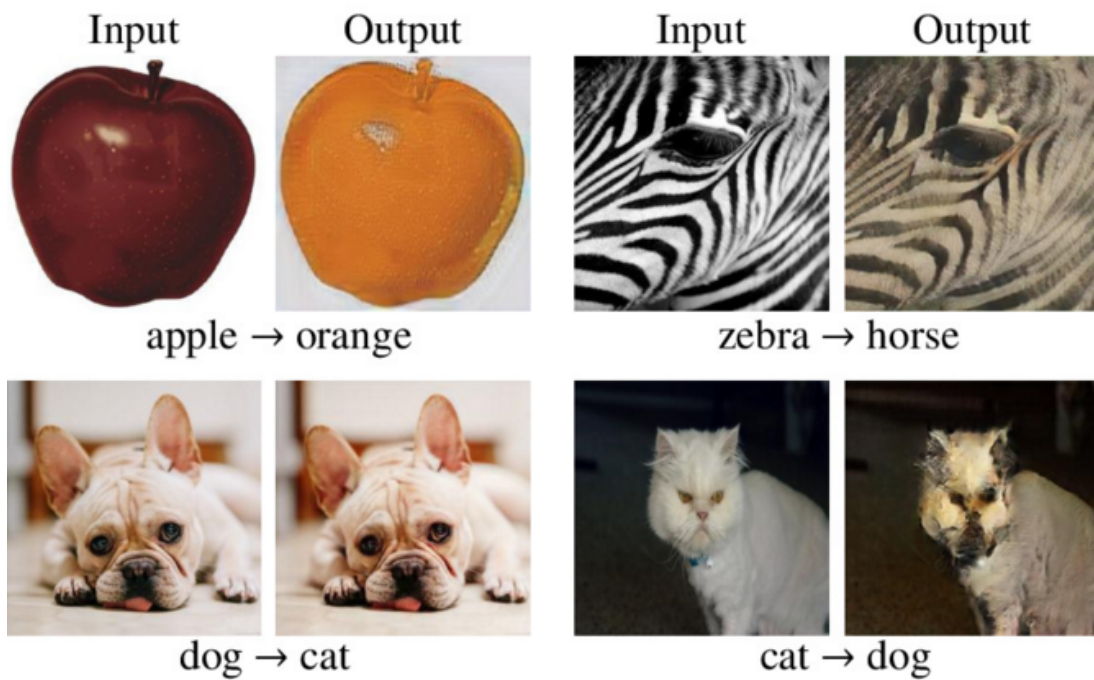 Input Output Input Output
apple → orange zebra → horse
dog → cat cat → dog